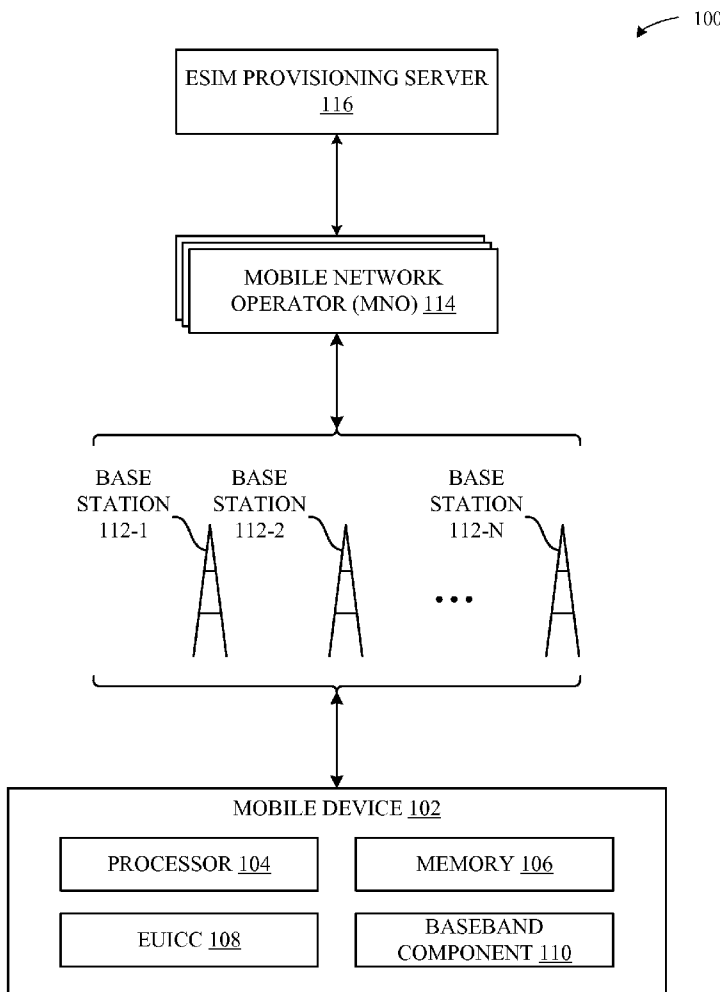 100
ESIM PROVISIONING SERVER
116
MOBILE NETWORK
OPERATOR (MNO) 114
BASE
STATION
112-1
BASE
STATION
112-2
BASE
STATION
112-N
MOBILE DEVICE 102
PROCESSOR 104
MEMORY 106
EUICC 108
BASEBAND
COMPONENT 110